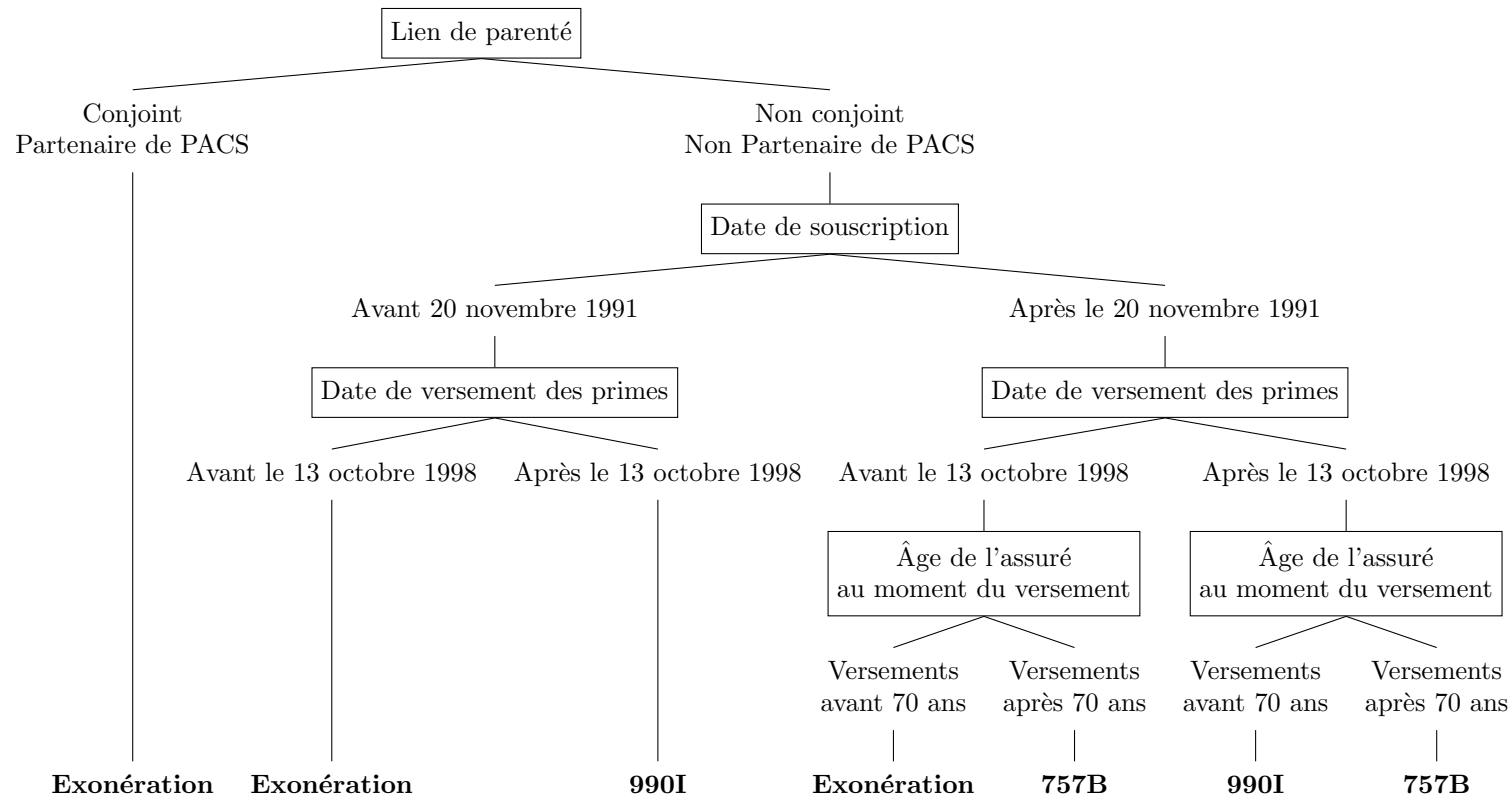 Lien de parenté
Conjoint
Partenaire de PACS
Non conjoint
Non Partenaire de PACS
Date de souscription
Avant 20 novembre 1991
Après le 20 novembre 1991
Date de versement des primes
Date de versement des primes
Avant le 13 octobre 1998
Après le 13 octobre 1998
Avant le 13 octobre 1998
Après le 13 octobre 1998
Âge de l'assuré
au moment du versement
Âge de l'assuré
au moment du versement
Versements
avant 70 ans
Versements
après 70 ans
Versements
avant 70 ans
Versements
après 70 ans
Exonération
Exonération
990I
Exonération
757B
990I
757B